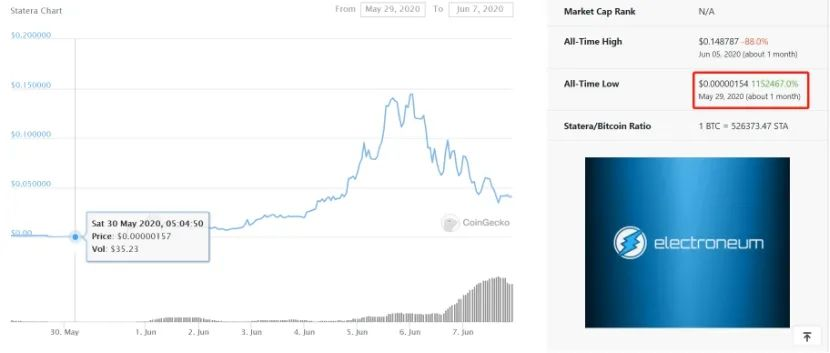 Statera Chart
From May 29, 2020 To Jun 7, 2020
$0.200000
$0.150000
$0.100000
$0.050000
$0.00
Sat 30 May 2020, 05:04:50
Price: $0.00000157
Vol: $35.23
CoinGecko
30. May
1. Jun
2. Jun
3. Jun
4. Jun
5. Jun
6. Jun
7. Jun
Market Cap Rank N/A
All-Time High $0.148787 -88.0%
Jun 05, 2020 (about 1 month)
All-Time Low $0.00000154 1152467.0%
May 29, 2020 (about 1 month)
Statera/Bitcoin Ratio 1 BTC = 526373.47 STA
electroneum